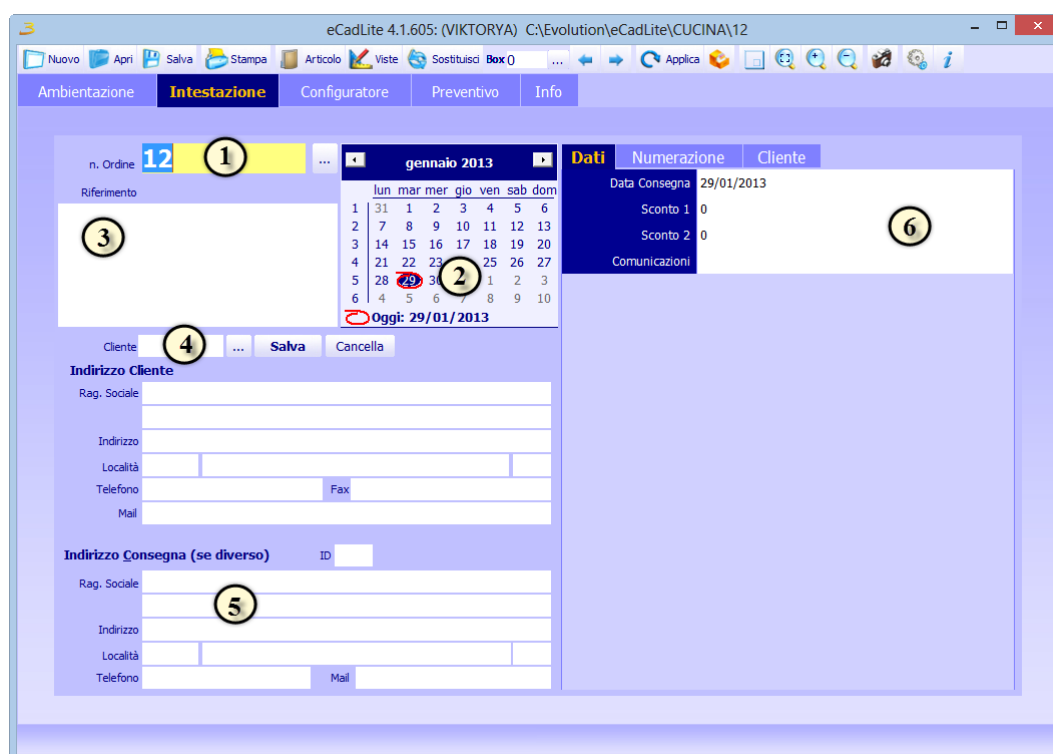 eCadLite 4.1.605: (VIKTORYA) C:\Evolution\eCadLite\CUCINA\12
Nuovo Apri Salva Stampa Articolo Viste Sostituisci Box 0 ... Applica
Ambientazione Intestazione Configuratore Preventivo Info
n. Ordine 12 1 ...
Riferimento
3
gennaio 2013
lun mar mer gio ven sab dom
1 31 1 2 3 4 5 6
2 7 8 9 10 11 12 13
3 14 15 16 17 18 19 20
4 21 22 23 25 26 27
5 28 29 2 1 2 3
6 4 5 6 7 8 9 10
Oggi: 29/01/2013
Cliente 4 ... Salva Cancella
Indirizzo Cliente
Rag. Sociale
Indirizzo
Località
Telefono Fax
Mail
Indirizzo Consegna (se diverso) ID
Rag. Sociale
5
Indirizzo
Località
Telefono Mail
Dati Numerazione Cliente
Data Consegna 29/01/2013
Sconto 1 0
6
Sconto 2 0
Comunicazioni